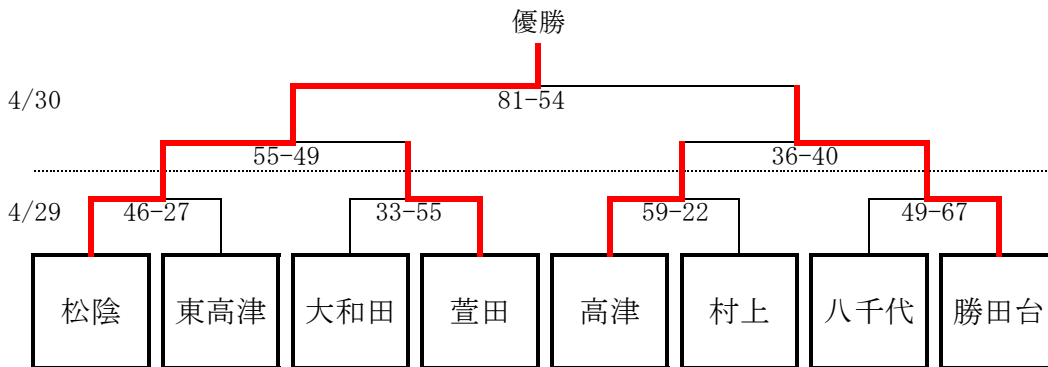 優勝
4/30
81-54
55-49
36-40
4/29
46-27
33-55
59-22
49-67
松陰
東高津
大和田
萱田
高津
村上
八千代
勝田台